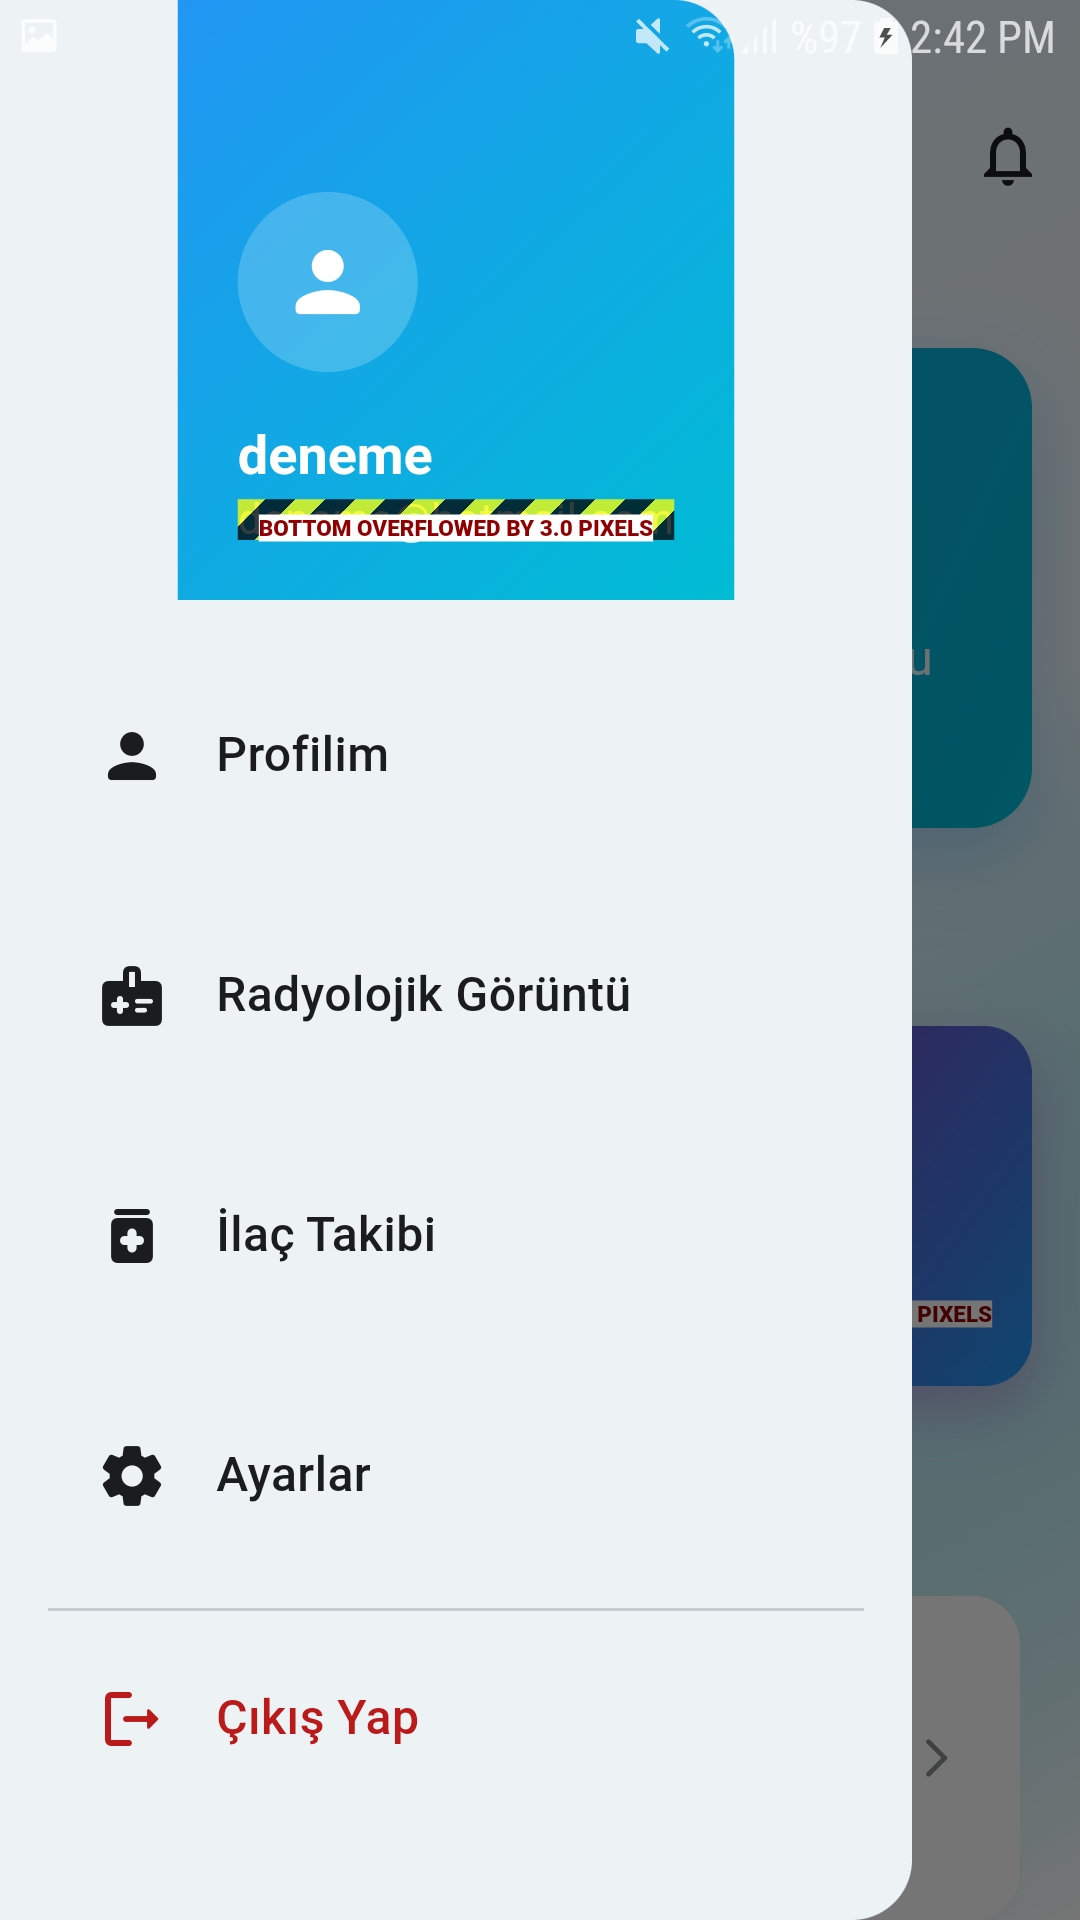 %97 2:42 PM
deneme
BOTTOM OVERFLOWED BY 3.0 PIXELS
u
Profilim
Radyolojik Görüntü
İlaç Takibi
PIXELS
Ayarlar
Çıkış Yap